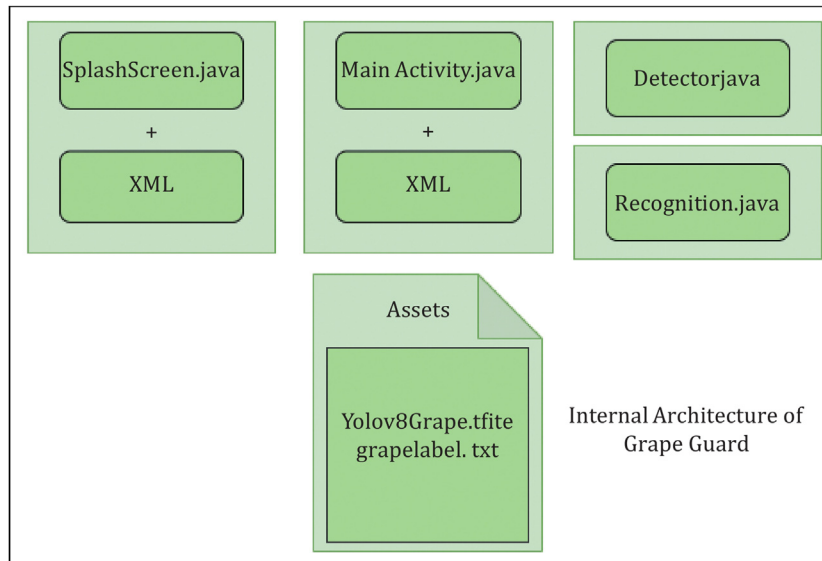 SplashScreen.java
+
XML
Main Activity.java
+
XML
Detectorjava
Recognition.java
Assets
Yolov8Grape.tfite
grapelabel. txt
Internal Architecture of
Grape Guard